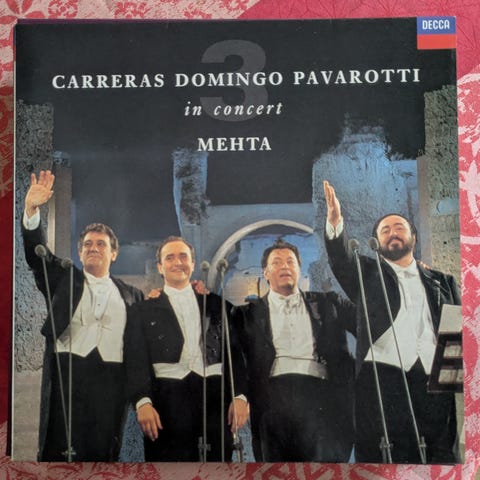 DECCA
3
CARRERAS DOMINGO PAVAROTTI
in concert
MEHTA